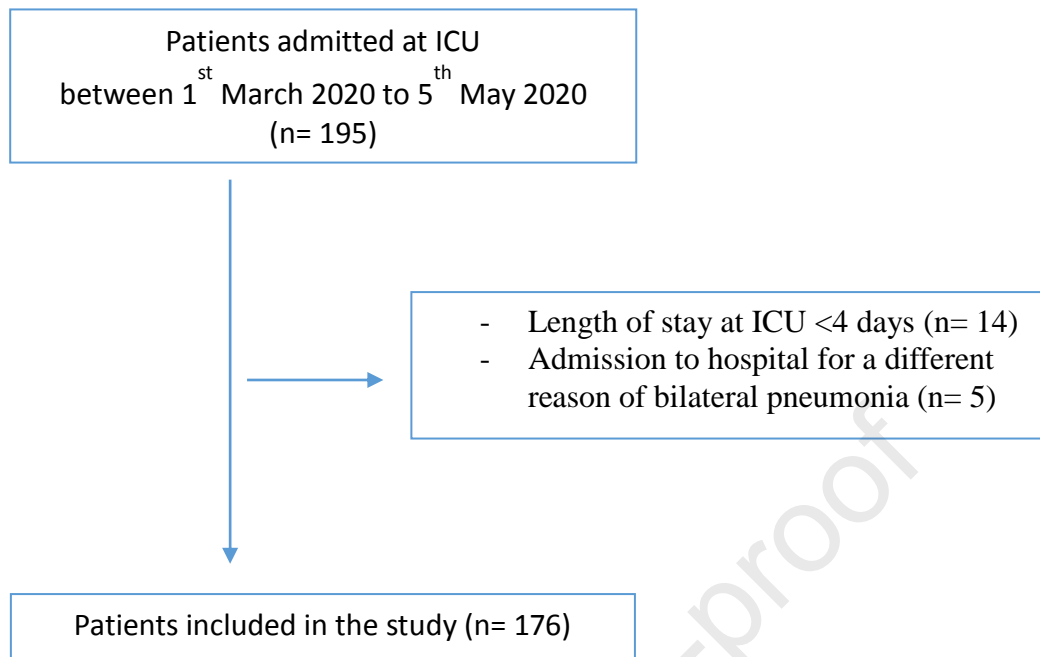 Patients admitted at ICU
between 1st March 2020 to 5th May 2020
(n= 195)
- Length of stay at ICU <4 days (n= 14)
- Admission to hospital for a different
reason of bilateral pneumonia (n= 5)
-proof
Patients included in the study (n= 176)